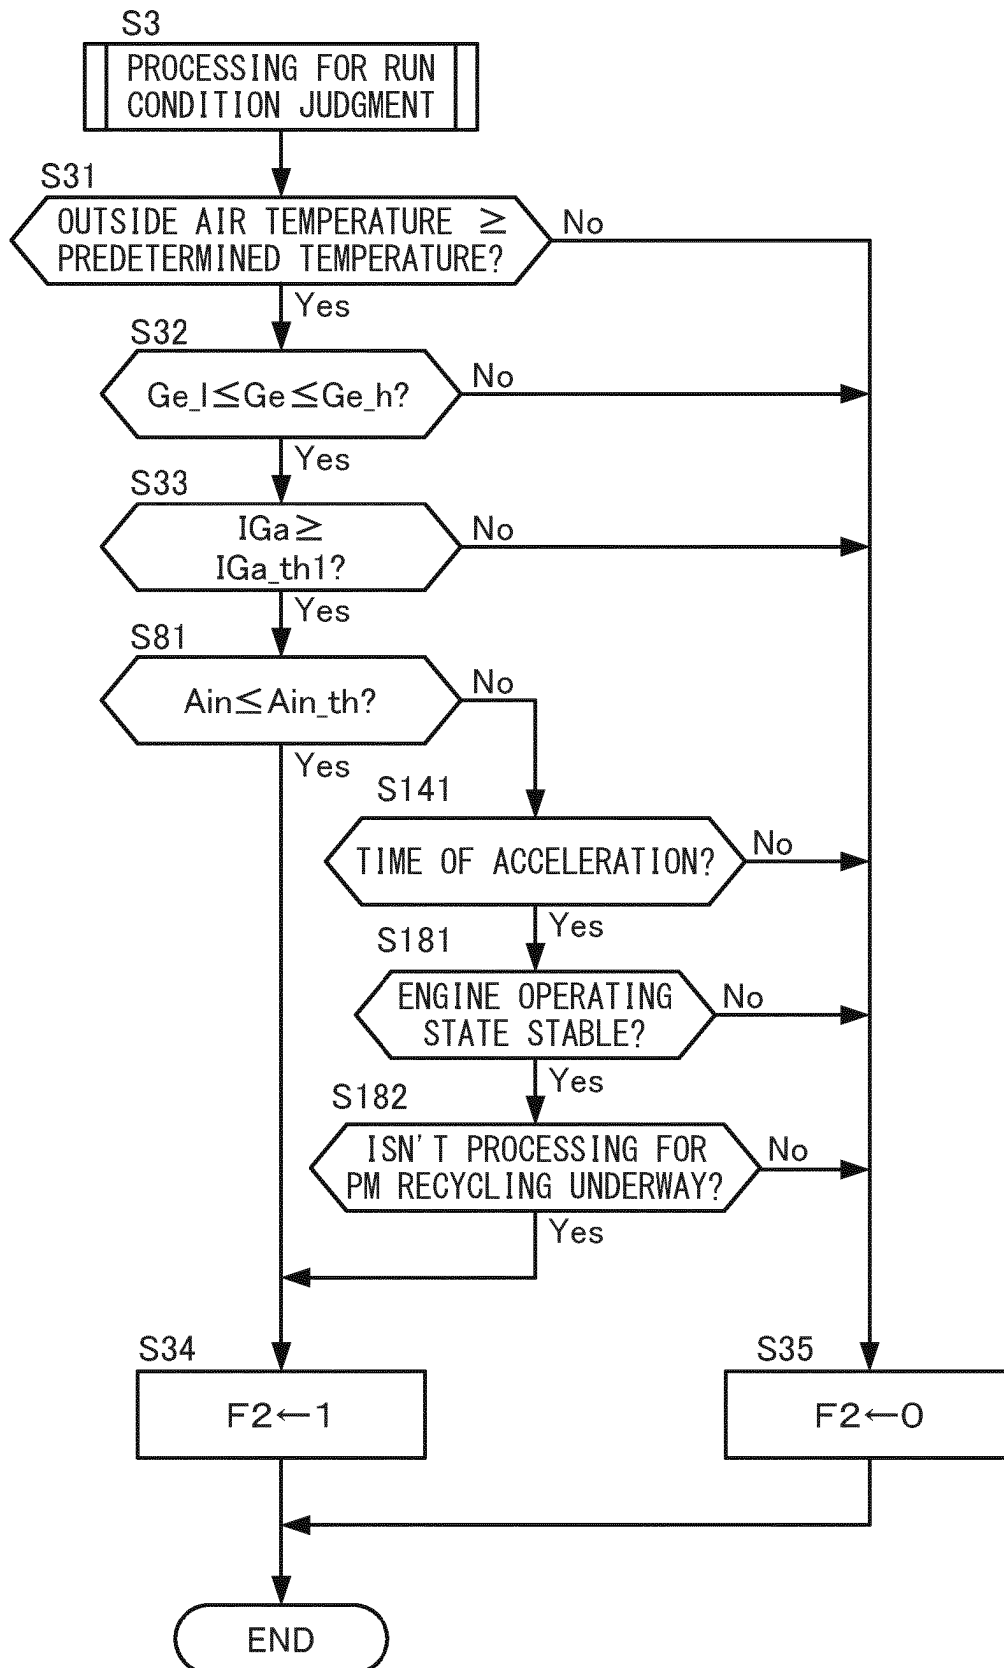 S3
PROCESSING FOR RUN
CONDITION JUDGMENT
S31
OUTSIDE AIR TEMPERATURE ≥
PREDETERMINED TEMPERATURE?
No
Yes
S32
Ge_l≤Ge≤Ge_h?
No
Yes
S33
IGa≥
IGa_th1?
No
Yes
S81
Ain≤Ain_th?
No
Yes
S141
TIME OF ACCELERATION?
No
Yes
S181
ENGINE OPERATING
STATE STABLE?
No
Yes
S182
ISN'T PROCESSING FOR
PM RECYCLING UNDERWAY?
No
Yes
S34
F2←1
S35
F2←0
END